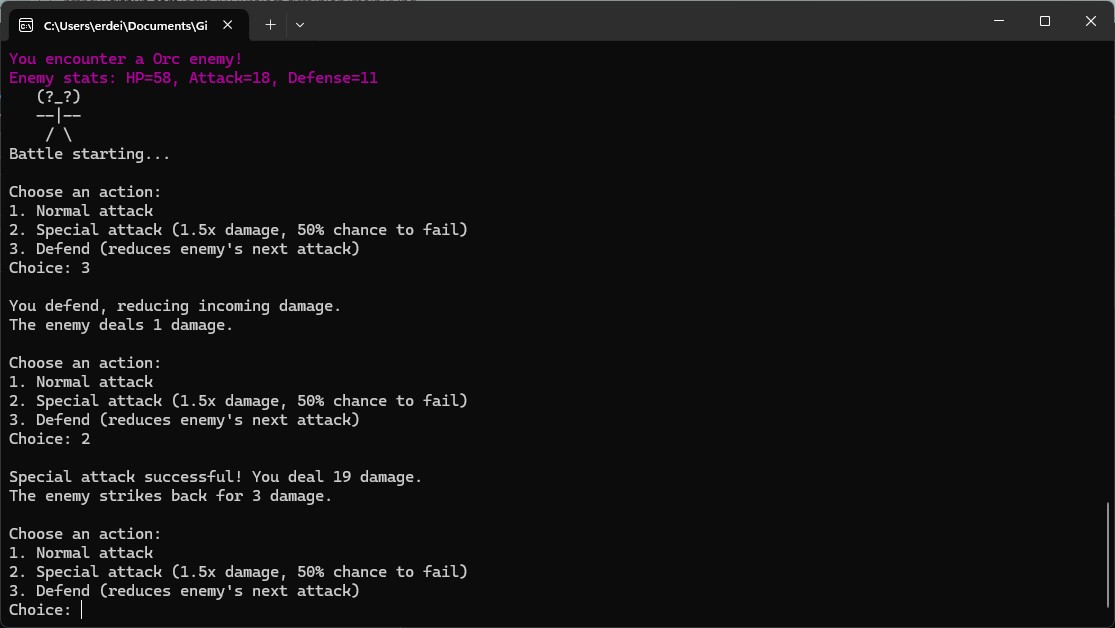 C:\Users\erdei\Documents\Gi
You encounter a Orc enemy!
Enemy stats: HP=58, Attack=18, Defense=11
(?_?)
--|--
/ \
Battle starting...
Choose an action:
1. Normal attack
2. Special attack (1.5x damage, 50% chance to fail)
3. Defend (reduces enemy's next attack)
Choice: 3
You defend, reducing incoming damage.
The enemy deals 1 damage.
Choose an action:
1. Normal attack
2. Special attack (1.5x damage, 50% chance to fail)
3. Defend (reduces enemy's next attack)
Choice: 2
Special attack successful! You deal 19 damage.
The enemy strikes back for 3 damage.
Choose an action:
1. Normal attack
2. Special attack (1.5x damage, 50% chance to fail)
3. Defend (reduces enemy's next attack)
Choice: